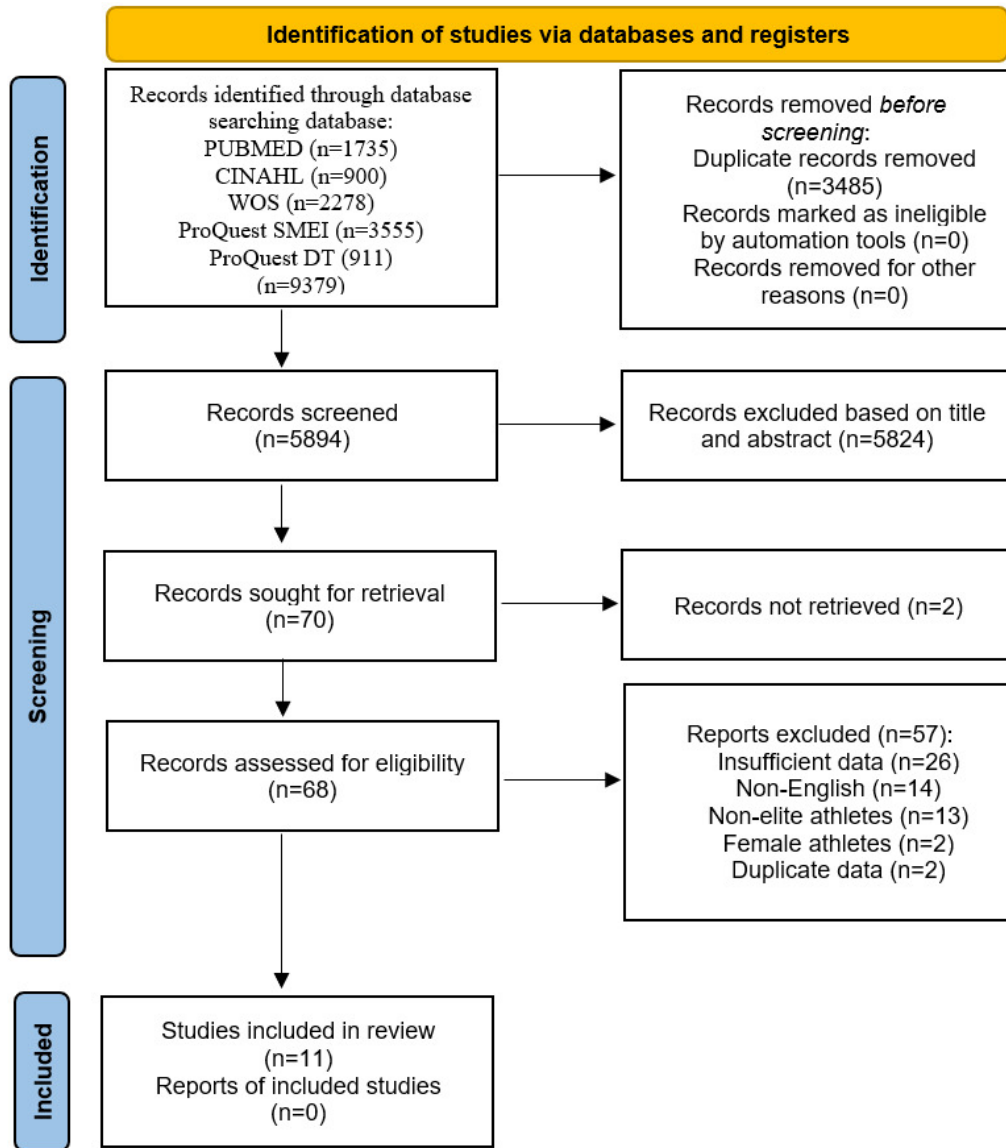 Identification of studies via databases and registers
Identification
Records identified through database
searching database:
PUBMED (n=1735)
CINAHL (n=900)
WOS (n=2278)
ProQuest SMEI (n=3555)
ProQuest DT (911)
(n=9379)
Records removed before
screening:
Duplicate records removed
(n=3485)
Records marked as ineligible
by automation tools (n=0)
Records removed for other
reasons (n=0)
Screening
Records screened
(n=5894)
Records excluded based on title
and abstract (n=5824)
Records sought for retrieval
(n=70)
Records not retrieved (n=2)
Records assessed for eligibility
(n=68)
Reports excluded (n=57):
Insufficient data (n=26)
Non-English (n=14)
Non-elite athletes (n=13)
Female athletes (n=2)
Duplicate data (n=2)
Included
Studies included in review
(n=11)
Reports of included studies
(n=0)